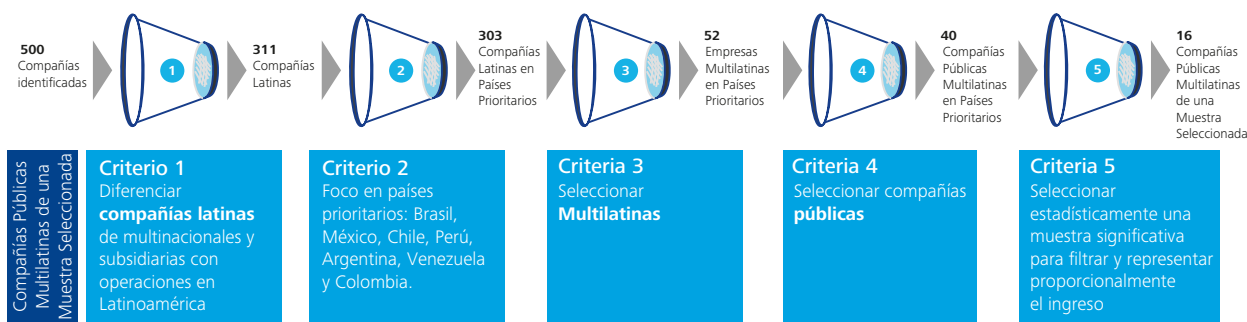 500
Compañías
identificadas
1
311
Compañías
Latinas
2
303
Compañías
Latinas en
Países
Prioritarios
3
52
Empresas
Multilatinas
en Países
Prioritarios
4
40
Compañías
Públicas
Multilatinas
en Países
Prioritarios
5
16
Compañías
Públicas
Multilatinas
de una
Muestra
Seleccionada
Compañías Públicas
Multilatinas de una
Muestra Seleccionada
Criterio 1
Diferenciar
compañías latinas
de multinacionales y
subsidiarias con
operaciones en
Latinoamérica
Criterio 2
Foco en países
prioritarios: Brasil,
México, Chile, Perú,
Argentina, Venezuela
y Colombia.
Criteria 3
Seleccionar
Multilatinas
Criteria 4
Seleccionar compañías
públicas
Criteria 5
Seleccionar
estadísticamente una
muestra significativa
para filtrar y representar
proporcionalmente
el ingreso